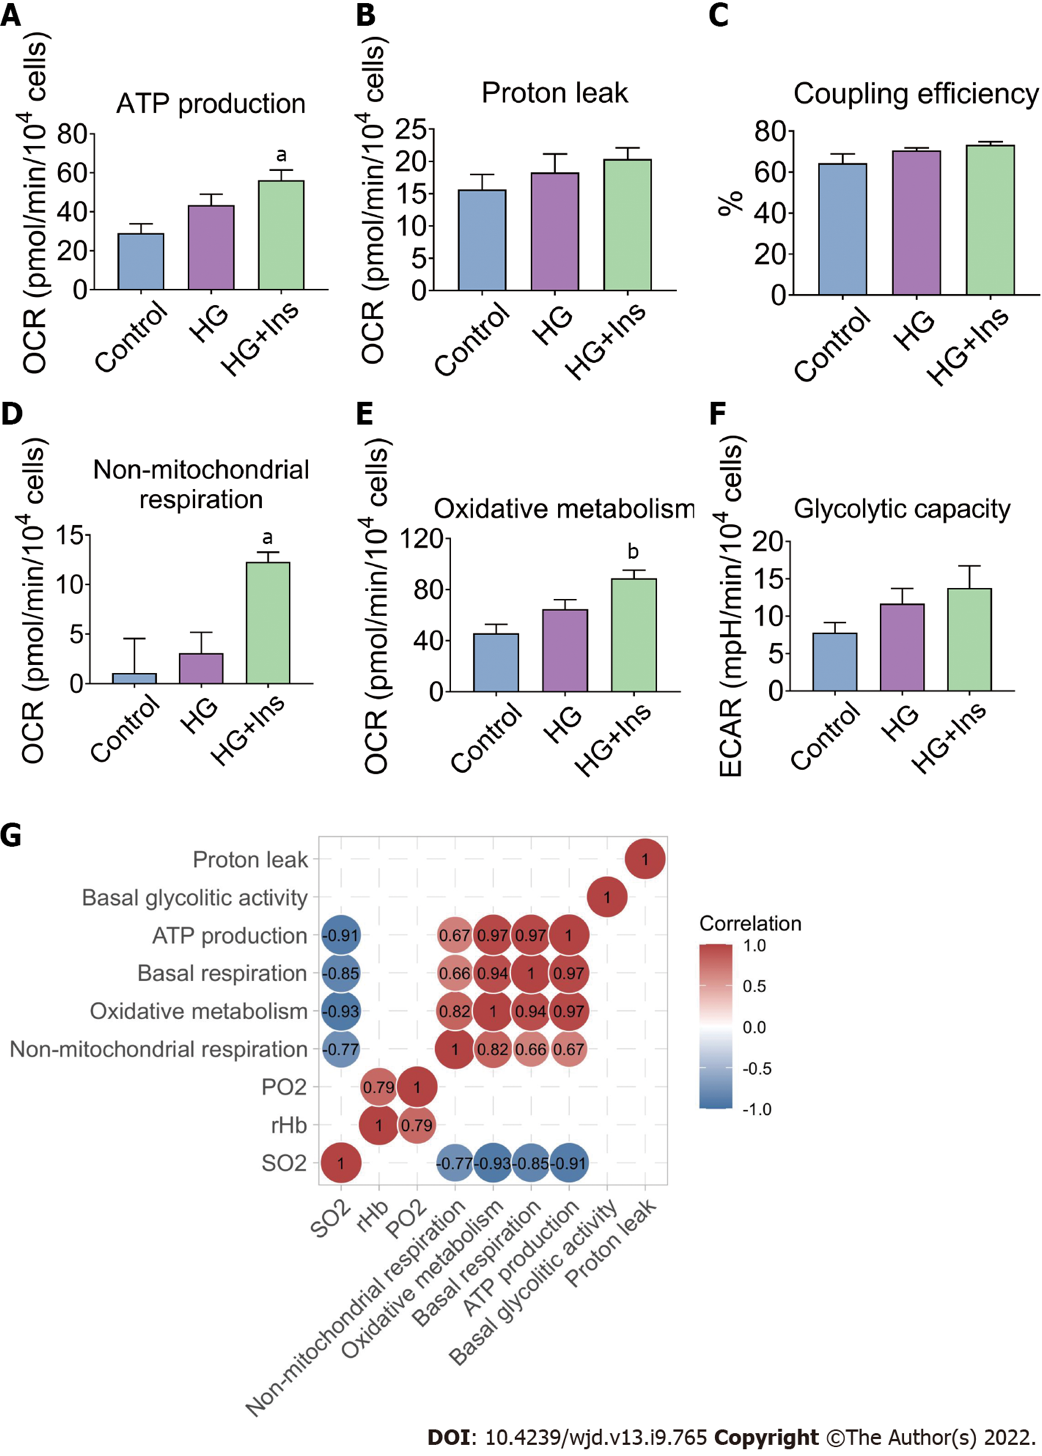 A
B
C
ATP production
Proton leak
Coupling efficiency
OCR (pmol/min/10⁴ cells)
80
60
40
20
0
Control
HG
HG+Ins
a
OCR (pmol/min/10⁴ cells)
25
20
15
10
5
0
Control
HG
HG+Ins
%
80
60
40
20
0
Control
HG
HG+Ins
D
E
F
Non-mitochondrial
respiration
Oxidative metabolism
Glycolytic capacity
OCR (pmol/min/10⁴ cells)
15
10
5
0
Control
HG
HG+Ins
a
OCR (pmol/min/10⁴ cells)
120
80
40
0
Control
HG
HG+Ins
b
ECAR (mpH/min/10⁴ cells)
20
15
10
5
0
Control
HG
HG+Ins
G
Proton leak 1
Basal glycolitic activity 1
ATP production -0.91 0.67 0.97 0.97 1
Basal respiration -0.85 0.66 0.94 1 0.97
Oxidative metabolism -0.93 0.82 1 0.94 0.97
Non-mitochondrial respiration -0.77 1 0.82 0.66 0.67
PO2 0.79 1
rHb 1 0.79
SO2 1 -0.77 -0.93 -0.85 -0.91
SO2
rHb
PO2
Non-mitochondrial respiration
Oxidative metabolism
Basal respiration
ATP production
Basal glycolitic activity
Proton leak
Correlation
1.0
0.5
0.0
-0.5
-1.0
DOI: 10.4239/wjd.v13.i9.765 Copyright ©The Author(s) 2022.